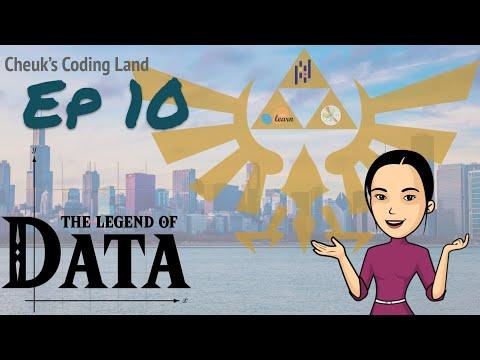 Cheuk's Coding Land
Ep 10
learn
THE LEGEND OF
DATA
y
x